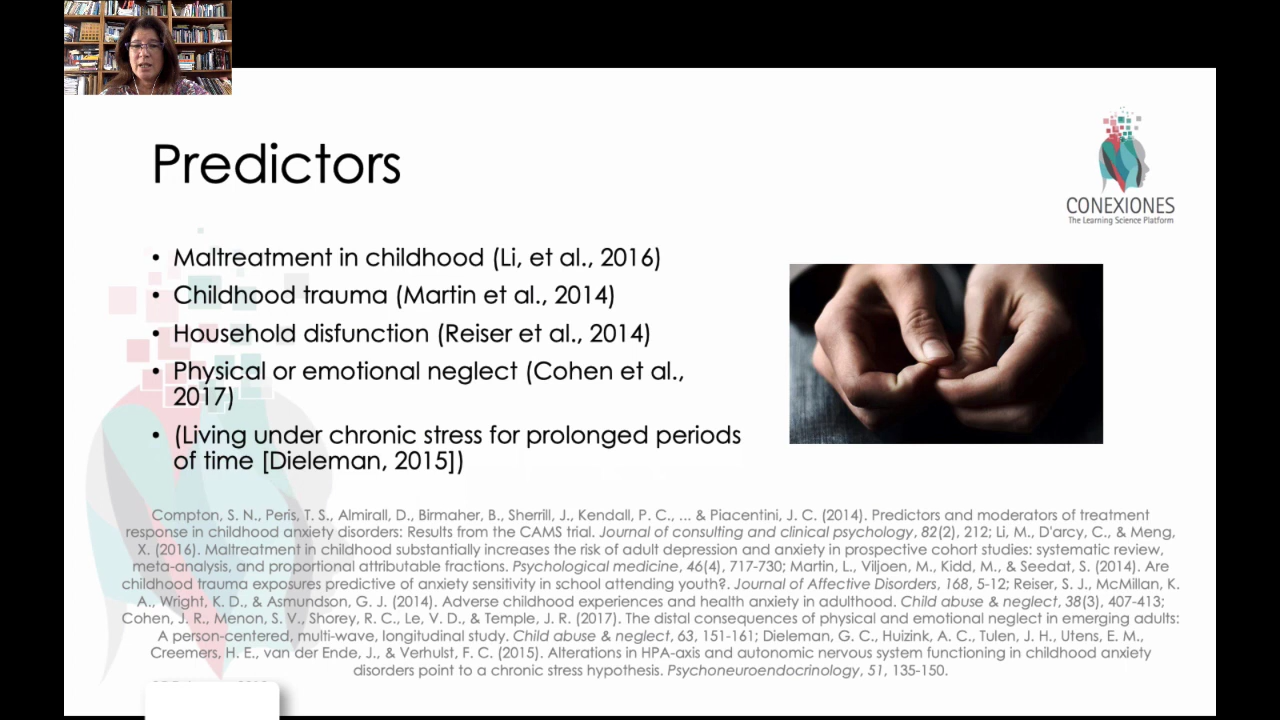 Predictors
CONEXIONES
The Learning Science Platform
• Maltreatment in childhood (Li, et al., 2016)
• Childhood trauma (Martin et al., 2014)
• Household disfunction (Reiser et al., 2014)
• Physical or emotional neglect (Cohen et al.,
2017)
• (Living under chronic stress for prolonged periods
of time [Dieleman, 2015])
Compton, S. N., Peris, T. S., Almirall, D., Birmaher, B., Sherrill, J., Kendall, P. C., ... & Piacentini, J. C. (2014). Predictors and moderators of treatment
response in childhood anxiety disorders: Results from the CAMS trial. Journal of consulting and clinical psychology, 82(2), 212; Li, M., D'arcy, C., & Meng,
X. (2016). Maltreatment in childhood substantially increases the risk of adult depression and anxiety in prospective cohort studies: systematic review,
meta-analysis, and proportional attributable fractions. Psychological medicine, 46(4), 717-730; Martin, L., Viljoen, M., Kidd, M., & Seedat, S. (2014). Are
childhood trauma exposures predictive of anxiety sensitivity in school attending youth?. Journal of Affective Disorders, 168, 5-12; Reiser, S. J., McMillan, K.
A., Wright, K. D., & Asmundson, G. J. (2014). Adverse childhood experiences and health anxiety in adulthood. Child abuse & neglect, 38(3), 407-413;
Cohen, J. R., Menon, S. V., Shorey, R. C., Le, V. D., & Temple, J. R. (2017). The distal consequences of physical and emotional neglect in emerging adults:
A person-centered, multi-wave, longitudinal study. Child abuse & neglect, 63, 151-161; Dieleman, G. C., Huizink, A. C., Tulen, J. H., Utens, E. M.,
Creemers, H. E., van der Ende, J., & Verhulst, F. C. (2015). Alterations in HPA-axis and autonomic nervous system functioning in childhood anxiety
disorders point to a chronic stress hypothesis. Psychoneuroendocrinology, 51, 135-150.